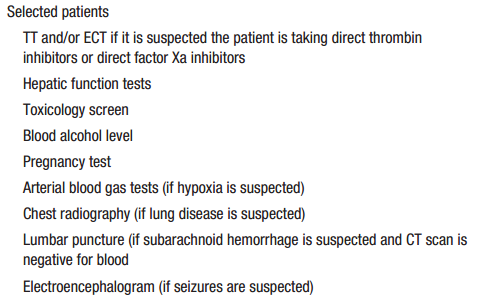 Selected patients
TT and/or ECT if it is suspected the patient is taking direct thrombin
inhibitors or direct factor Xa inhibitors
Hepatic function tests
Toxicology screen
Blood alcohol level
Pregnancy test
Arterial blood gas tests (if hypoxia is suspected)
Chest radiography (if lung disease is suspected)
Lumbar puncture (if subarachnoid hemorrhage is suspected and CT scan is
negative for blood
Electroencephalogram (if seizures are suspected)